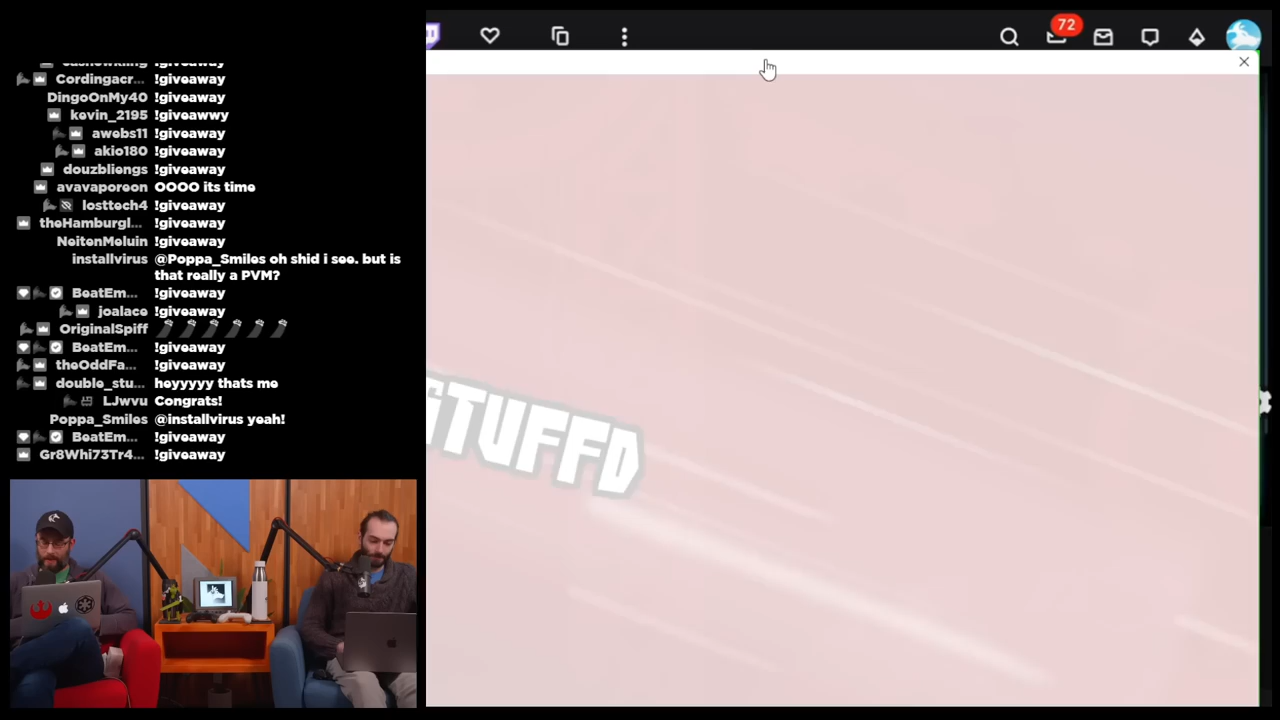 72
Cordingacr... !giveaway
DingoOnMy40 !giveaway
kevin_2195 !giveawwy
awebs11 !giveaway
akio180 !giveaway
douzbliengs !giveaway
avavaporeon OOOO its time
losttech4 !giveaway
theHamburgl... !giveaway
NeitenMeluin !giveaway
installvirus @Poppa_Smiles oh shid i see. but is
that really a PVM?
BeatEm... !giveaway
joalace !giveaway
OriginalSpiff
BeatEm... !giveaway
theOddFa... !giveaway
double_stu... heyyyyy thats me
LJwvu Congrats!
Poppa_Smiles @installvirus yeah!
BeatEm... !giveaway
Gr8Whi73Tr4... !giveaway
STUFFD